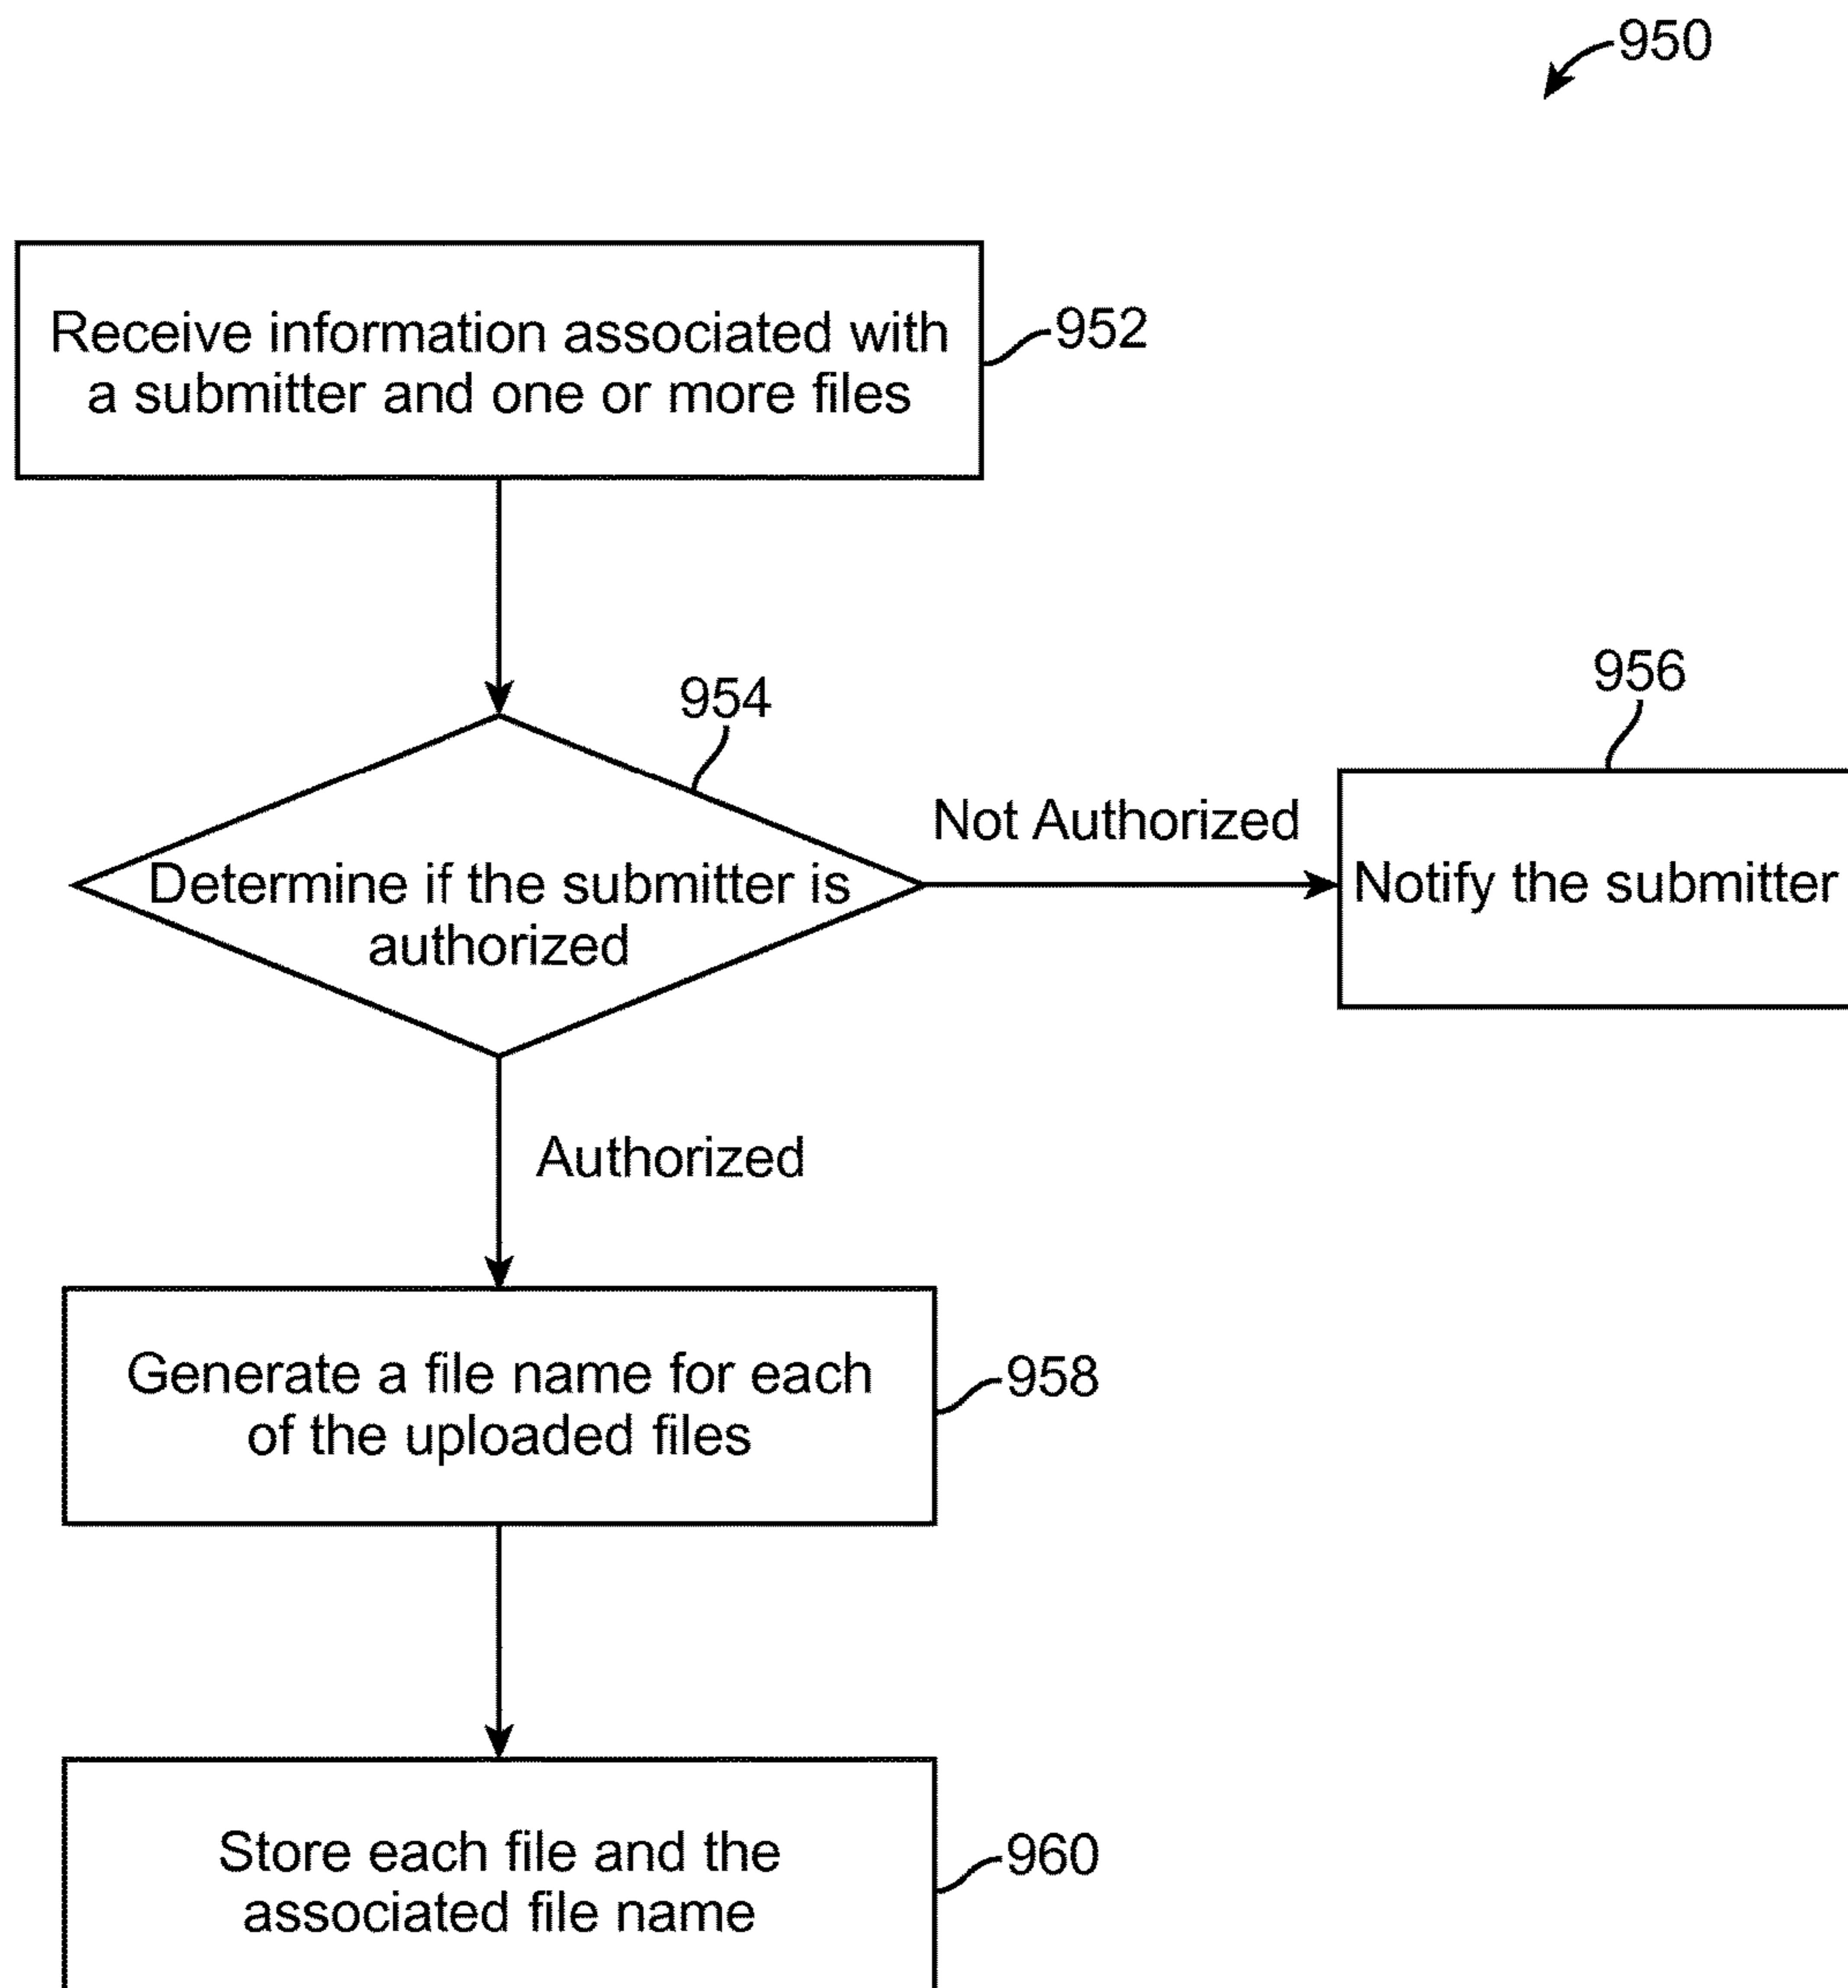 950
Receive information associated with
a submitter and one or more files
952
954
956
Not Authorized
Determine if the submitter is
authorized
Notify the submitter
Authorized
Generate a file name for each
of the uploaded files
958
Store each file and the
associated file name
960